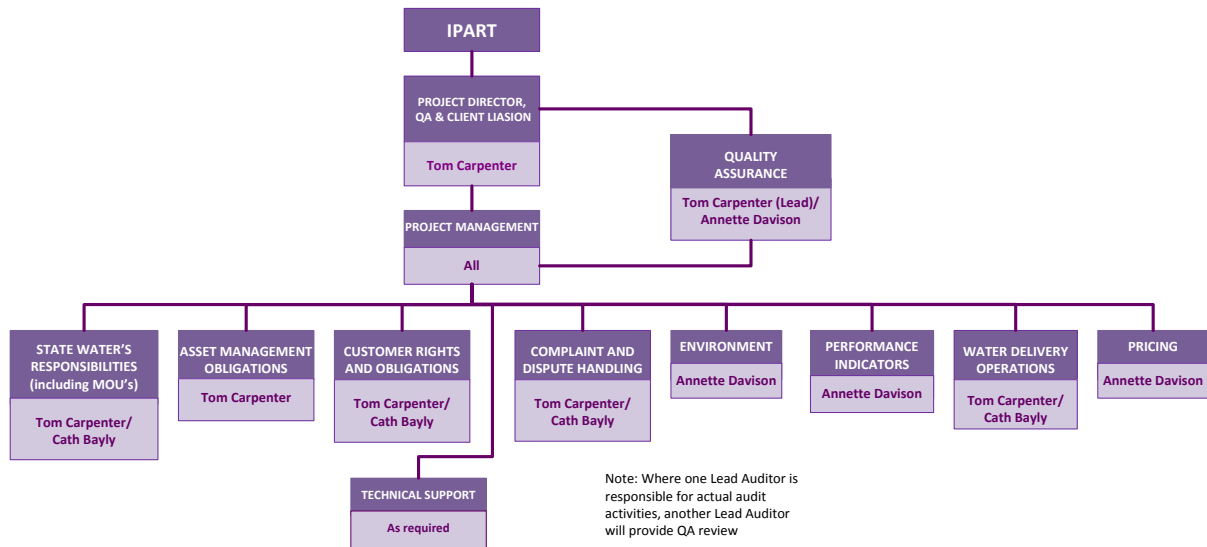 IPART
PROJECT DIRECTOR,
QA & CLIENT LIASION
Tom Carpenter
QUALITY
ASSURANCE
Tom Carpenter (Lead)/
Annette Davison
PROJECT MANAGEMENT
All
STATE WATER'S
RESPONSIBILITIES
(including MOU's)
Tom Carpenter/
Cath Bayly
ASSET MANAGEMENT
OBLIGATIONS
Tom Carpenter
CUSTOMER RIGHTS
AND OBLIGATIONS
Tom Carpenter/
Cath Bayly
COMPLAINT AND
DISPUTE HANDLING
Tom Carpenter/
Cath Bayly
ENVIRONMENT
Annette Davison
PERFORMANCE
INDICATORS
Annette Davison
WATER DELIVERY
OPERATIONS
Tom Carpenter/
Cath Bayly
PRICING
Annette Davison
TECHNICAL SUPPORT
As required
Note: Where one Lead Auditor is
responsible for actual audit
activities, another Lead Auditor
will provide QA review